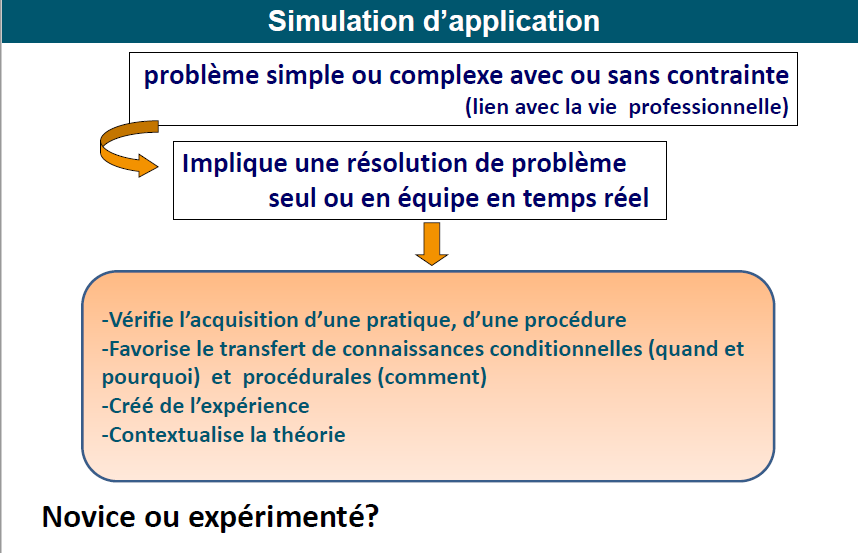 Simulation d’application
problème simple ou complexe avec ou sans contrainte
(lien avec la vie professionnelle)
Implique une résolution de problème
seul ou en équipe en temps réel
-Vérifie l’acquisition d’une pratique, d’une procédure
-Favorise le transfert de connaissances conditionnelles (quand et
pourquoi) et procédurales (comment)
-Créé de l’expérience
-Contextualise la théorie
Novice ou expérimenté?